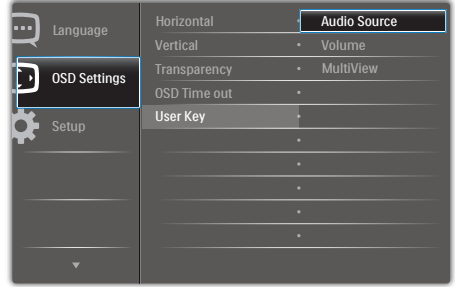 Language
OSD Settings
Setup
Horizontal
Vertical
Transparency
OSD Time out
User Key
Audio Source
Volume
MultiView